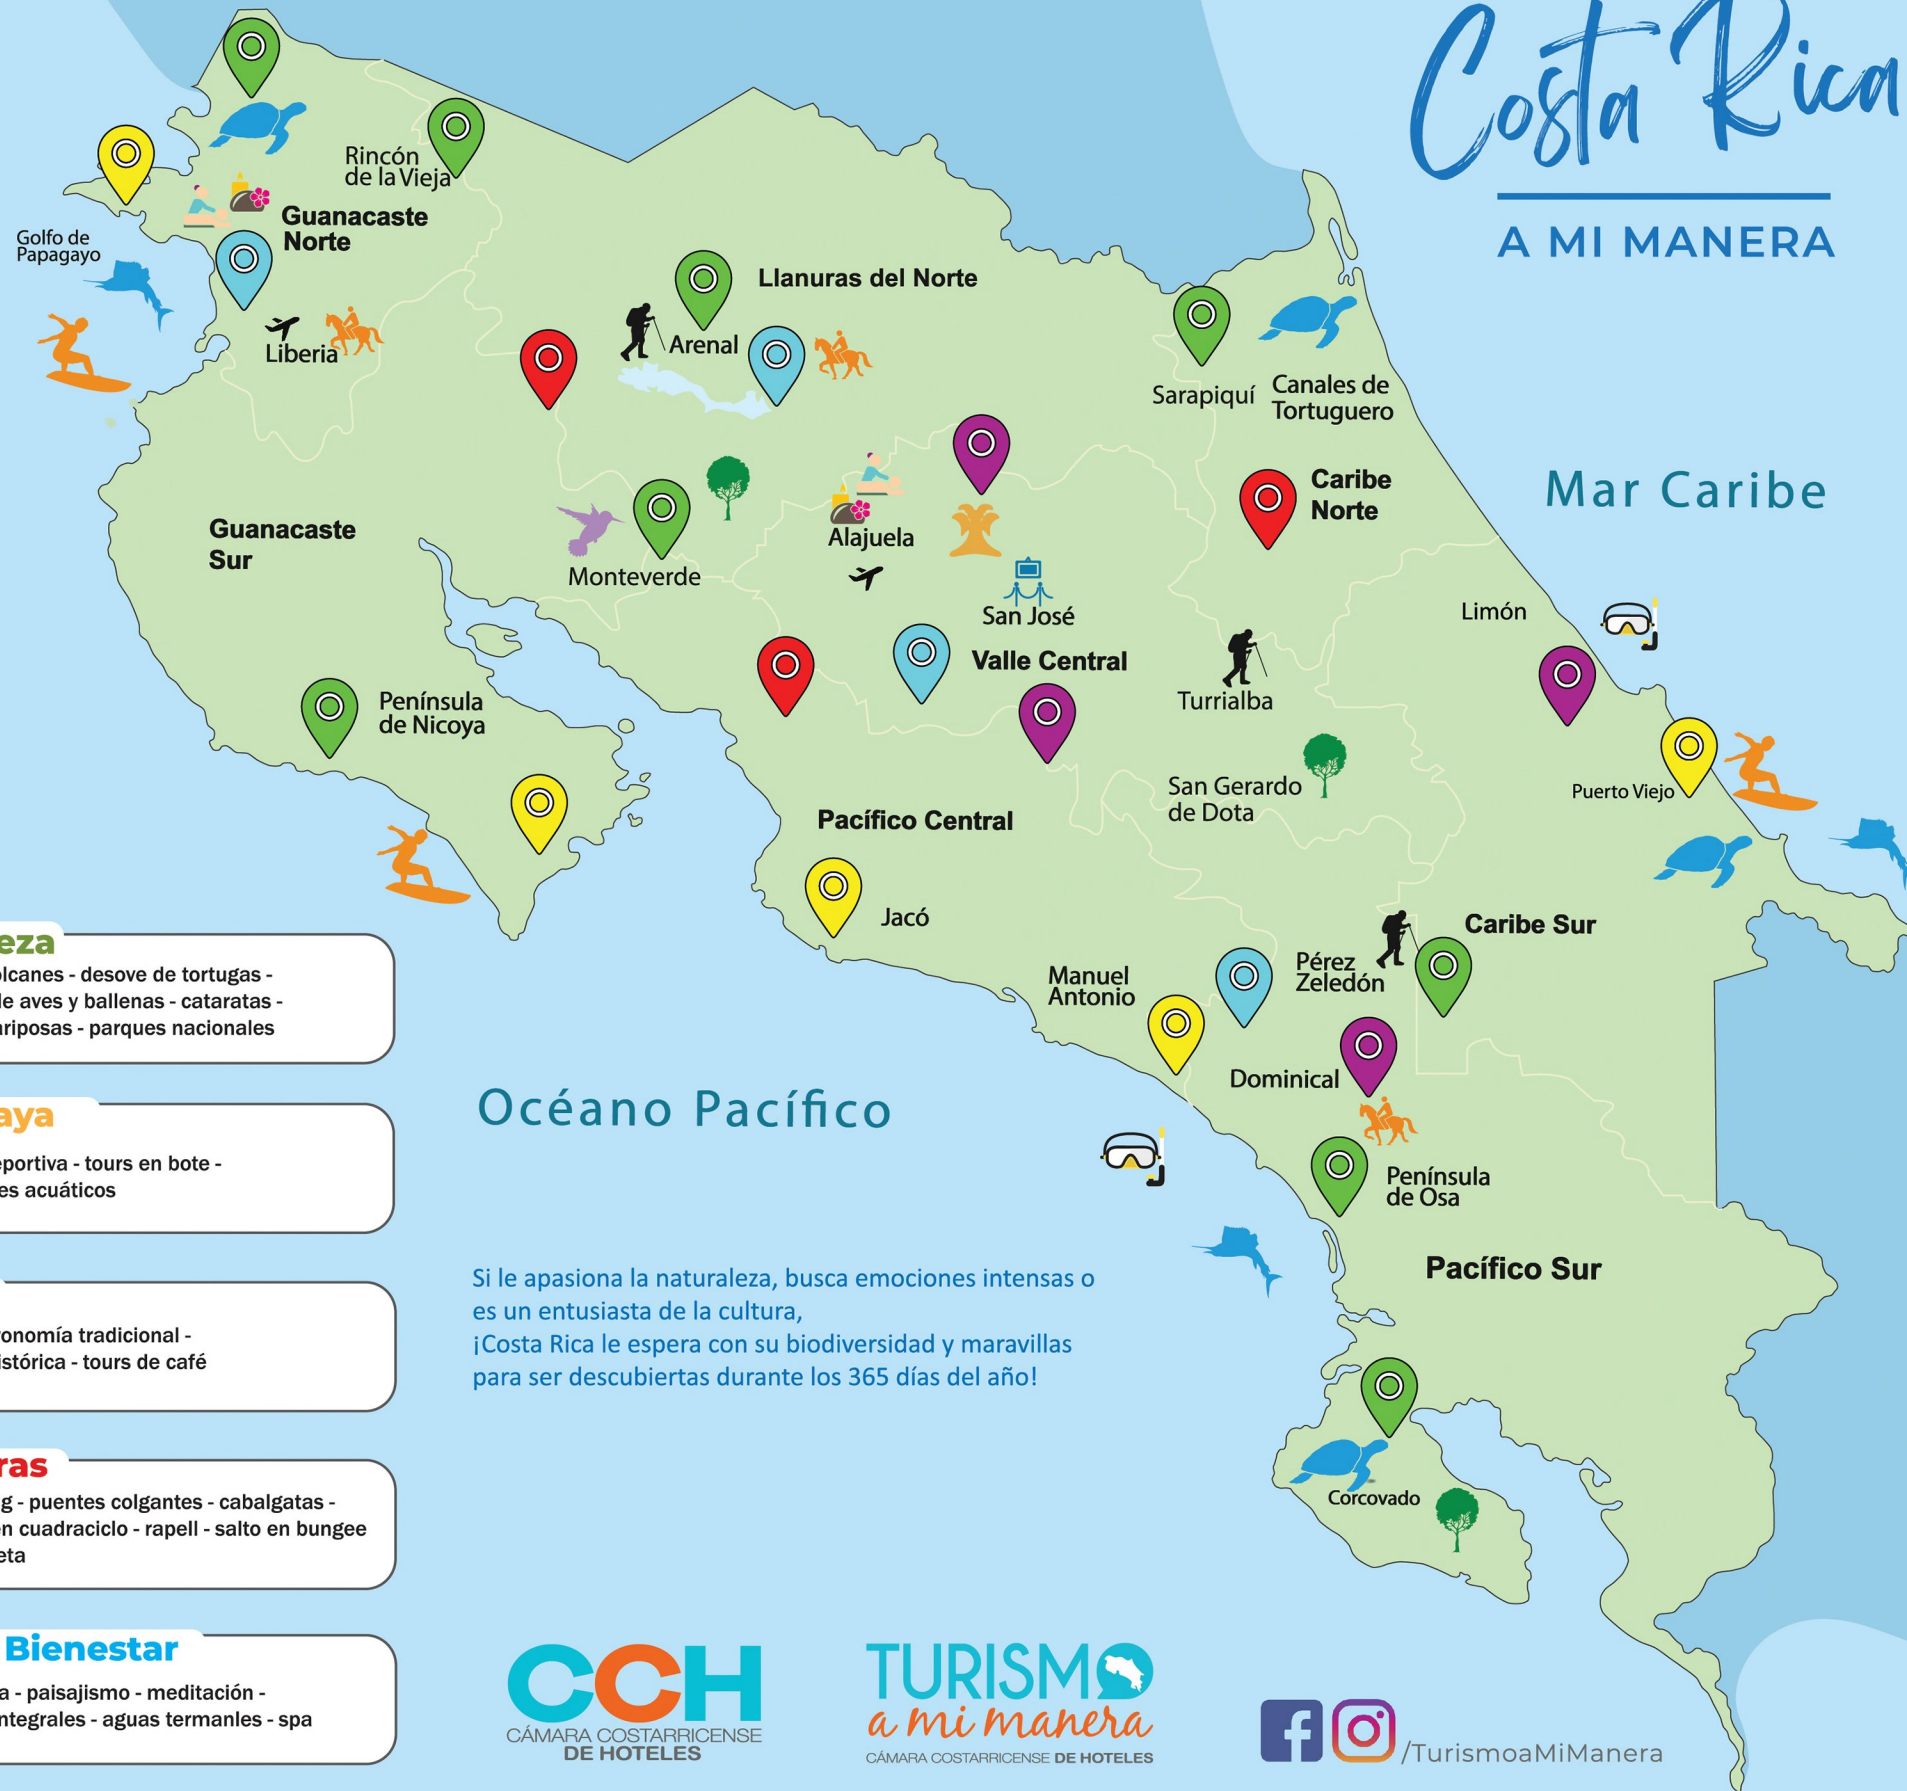 Costa Rica
A MI MANERA
Rincón
de la Vieja
Guanacaste
Norte
Golfo de
Papagayo
Liberia
Llanuras del Norte
Arenal
Sarapiquí
Canales de
Tortuguero
Mar Caribe
Caribe
Norte
Guanacaste
Sur
Monteverde
Alajuela
San José
Valle Central
Limón
Turrialba
Península
de Nicoya
San Gerardo
de Dota
Puerto Viejo
Pacífico Central
Jacó
Caribe Sur
Manuel
Antonio
Pérez
Zeledón
Dominical
Península
de Osa
Pacífico Sur
Corcovado
Océano Pacífico
Si le apasiona la naturaleza, busca emociones intensas o
es un entusiasta de la cultura,
¡Costa Rica le espera con su biodiversidad y maravillas
para ser descubiertas durante los 365 días del año!
eza
olcanes - desove de tortugas -
de aves y ballenas - cataratas -
ariposas - parques nacionales
aya
eportiva - tours en bote -
es acuáticos
onomía tradicional -
istórica - tours de café
ras
g - puentes colgantes - cabalgatas -
en cuadraciclo - rapell - salto en bungee
eta
Bienestar
a - paisajismo - meditación -
ntegrales - aguas termanles - spa
CCH
CÁMARA COSTARRICENSE
DE HOTELES
TURISMO
a mi manera
CÁMARA COSTARRICENSE DE HOTELES
/TurismoaMiManera